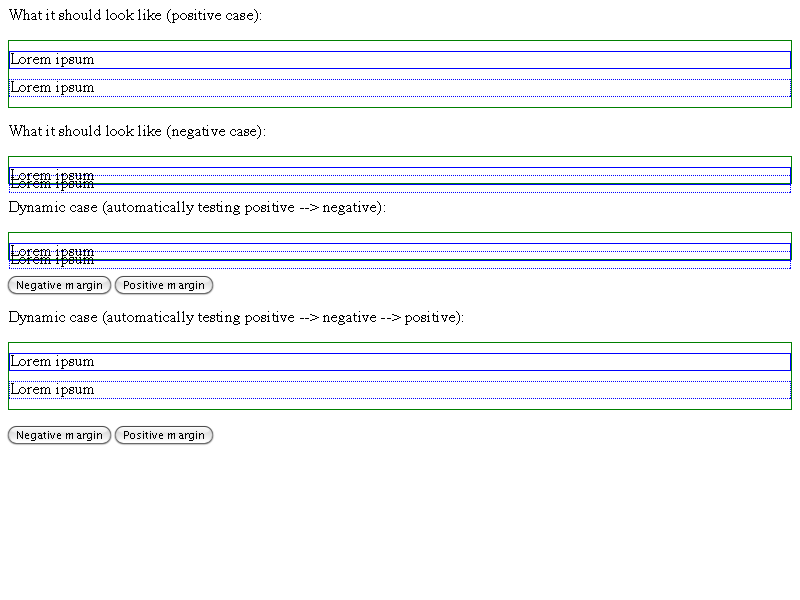 What it should look like (positive case):
Lorem ipsum
Lorem ipsum
What it should look like (negative case):
Lorem ipsum
Lorem ipsum
Dynamic case (automatically testing positive --> negative):
Lorem ipsum
Lorem ipsum
Negative margin Positive margin
Dynamic case (automatically testing positive --> negative --> positive):
Lorem ipsum
Lorem ipsum
Negative margin Positive margin